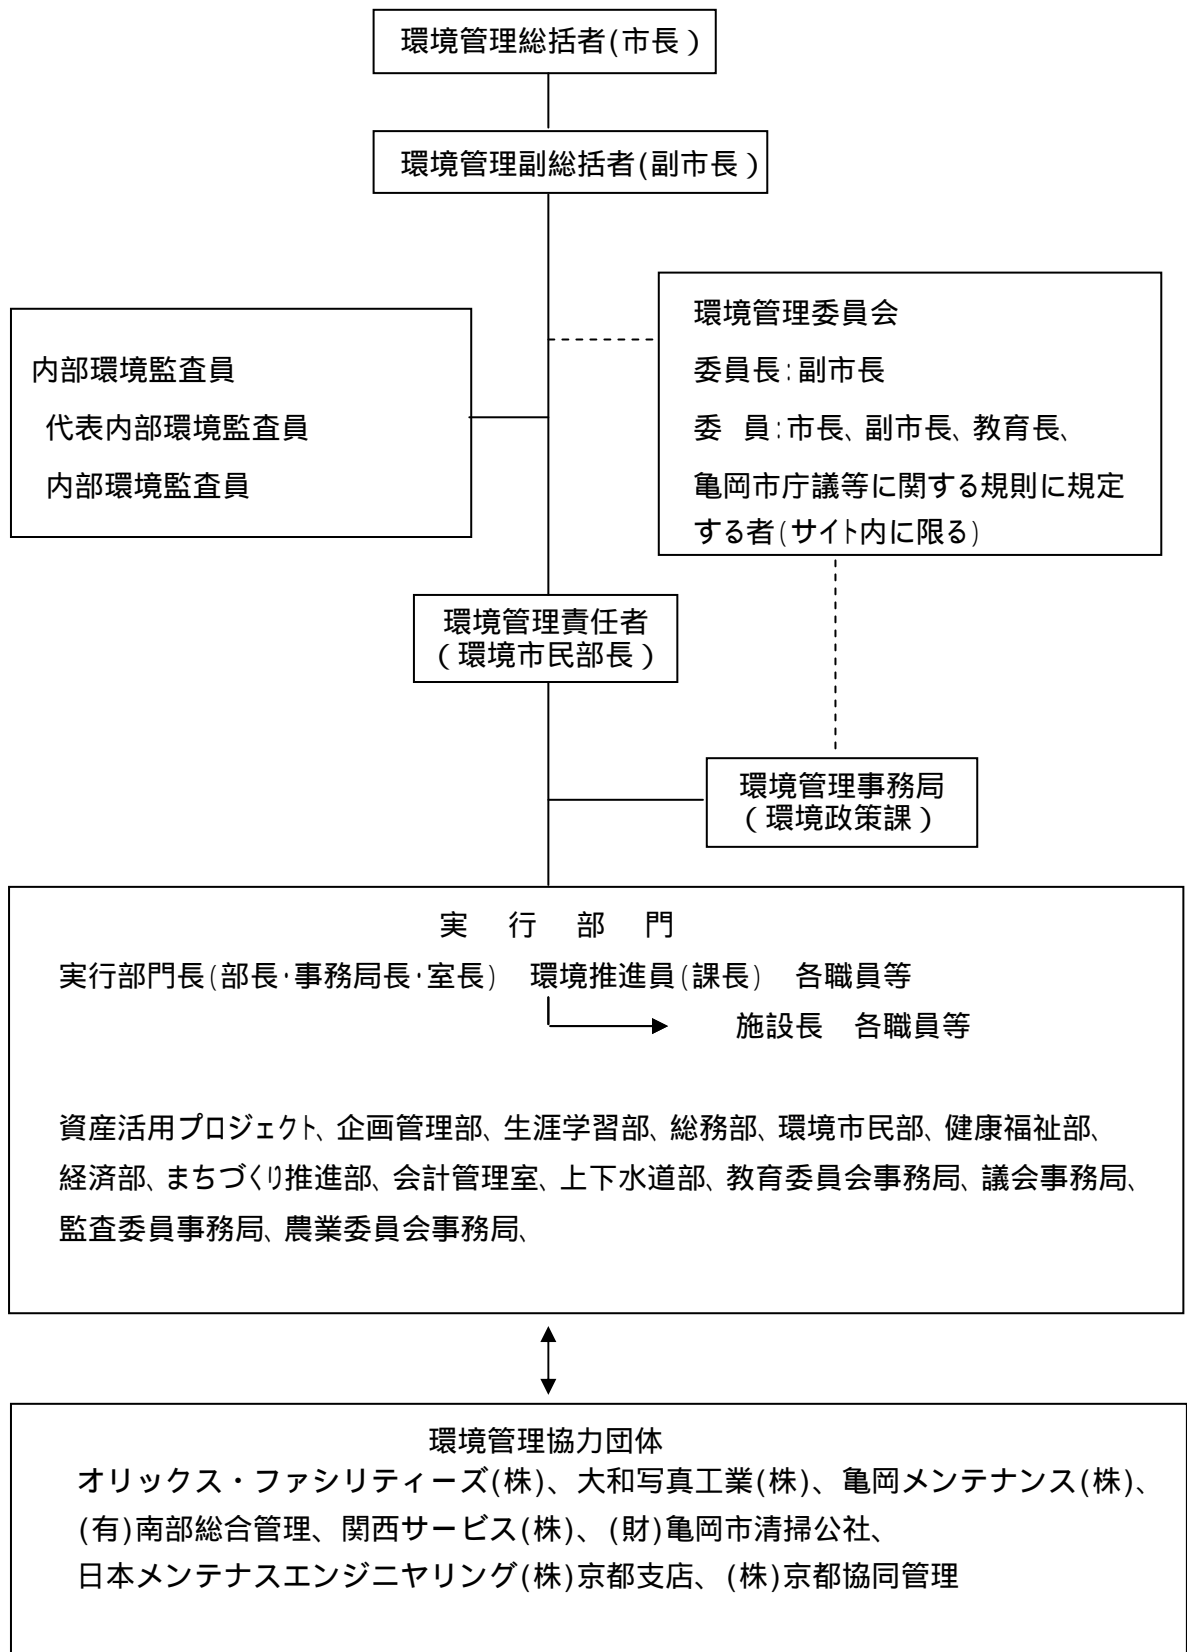 環境管理総括者(市長)
環境管理副総括者(副市長)
環境管理委員会
委員長:副市長
委 員:市長、副市長、教育長、
亀岡市庁議等に関する規則に規定
する者(サイト内に限る)
内部環境監査員
代表内部環境監査員
内部環境監査員
環境管理責任者
(環境市民部長)
環境管理事務局
(環境政策課)
実 行 部 門
実行部門長(部長・事務局長・室長) 環境推進員(課長) 各職員等
施設長 各職員等
資産活用プロジェクト、企画管理部、生涯学習部、総務部、環境市民部、健康福祉部、
経済部、まちづくり推進部、会計管理室、上下水道部、教育委員会事務局、議会事務局、
監査委員事務局、農業委員会事務局、
環境管理協力団体
オリックス・ファシリティーズ(株)、大和写真工業(株)、亀岡メンテナンス(株)、
(有)南部総合管理、関西サービス(株)、(財)亀岡市清掃公社、
日本メンテナスエンジニヤリング(株)京都支店、(株)京都協同管理